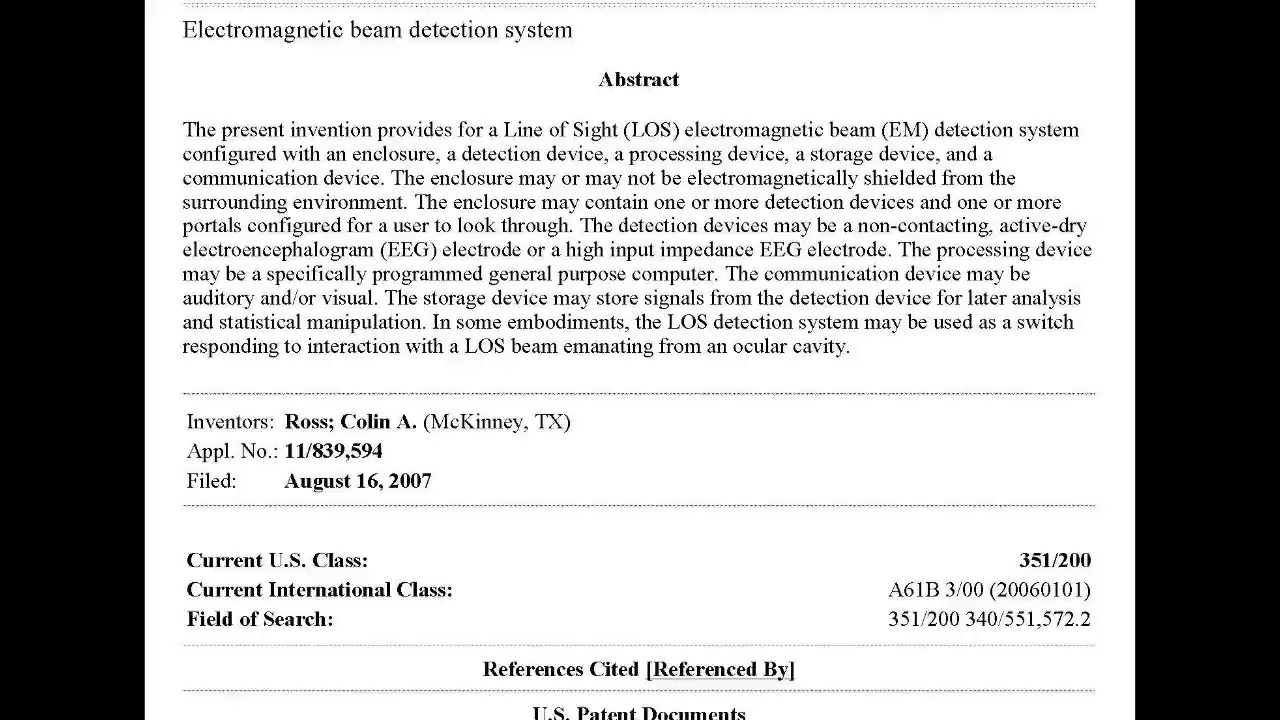 Electromagnetic beam detection system
Abstract
The present invention provides for a Line of Sight (LOS) electromagnetic beam (EM) detection system
configured with an enclosure, a detection device, a processing device, a storage device, and a
communication device. The enclosure may or may not be electromagnetically shielded from the
surrounding environment. The enclosure may contain one or more detection devices and one or more
portals configured for a user to look through. The detection devices may be a non-contacting, active-dry
electroencephalogram (EEG) electrode or a high input impedance EEG electrode. The processing device
may be a specifically programmed general purpose computer. The communication device may be
auditory and/or visual. The storage device may store signals from the detection device for later analysis
and statistical manipulation. In some embodiments, the LOS detection system may be used as a switch
responding to interaction with a LOS beam emanating from an ocular cavity.
Inventors: Ross; Colin A. (McKinney, TX)
Appl. No.: 11/839,594
Filed: August 16, 2007
Current U.S. Class: 351/200
Current International Class: A61B 3/00 (20060101)
Field of Search: 351/200 340/551,572.2
References Cited [Referenced By]
U.S. Patent Documents